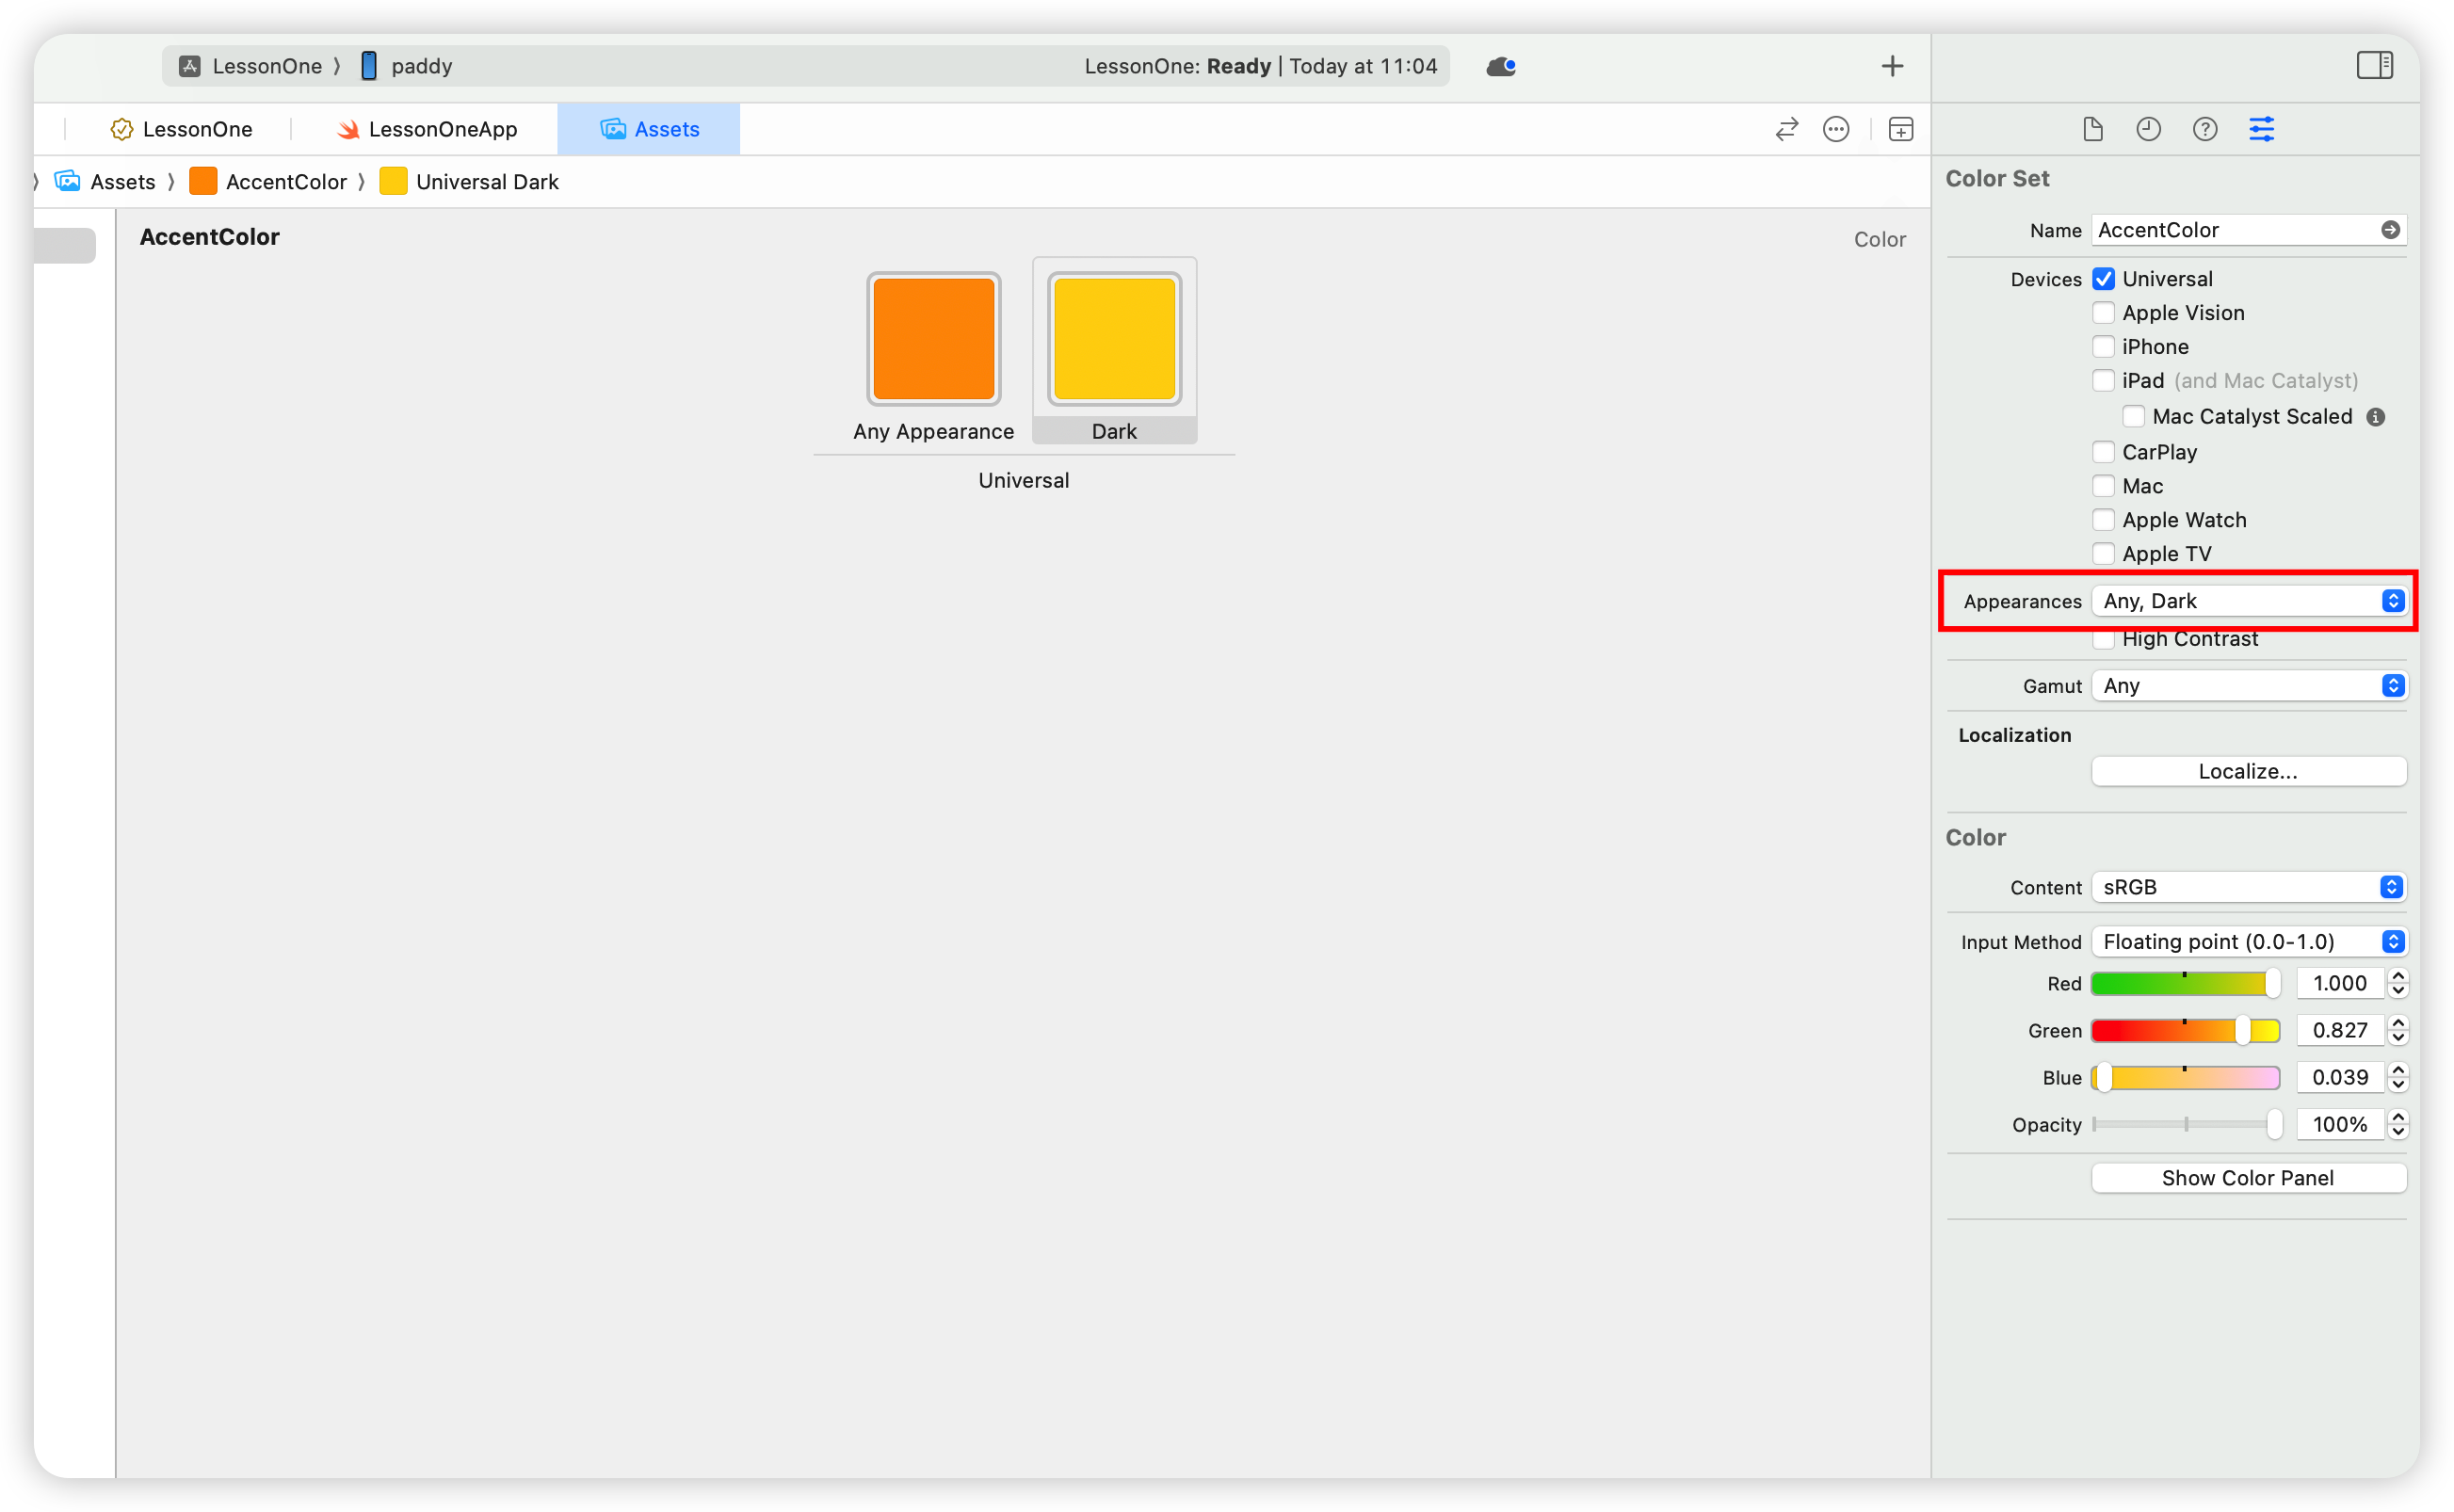 LessonOne 〉 paddy
LessonOne: Ready | Today at 11:04
LessonOne
LessonOneApp
Assets
〉 Assets 〉 AccentColor 〉 Universal Dark
AccentColor
Color
Any Appearance
Dark
Universal
Color Set
Name AccentColor
Devices Universal
Apple Vision
iPhone
iPad (and Mac Catalyst)
Mac Catalyst Scaled
CarPlay
Mac
Apple Watch
Apple TV
Appearances Any, Dark
High Contrast
Gamut Any
Localization
Localize...
Color
Content sRGB
Input Method Floating point (0.0-1.0)
Red 1.000
Green 0.827
Blue 0.039
Opacity 100%
Show Color Panel